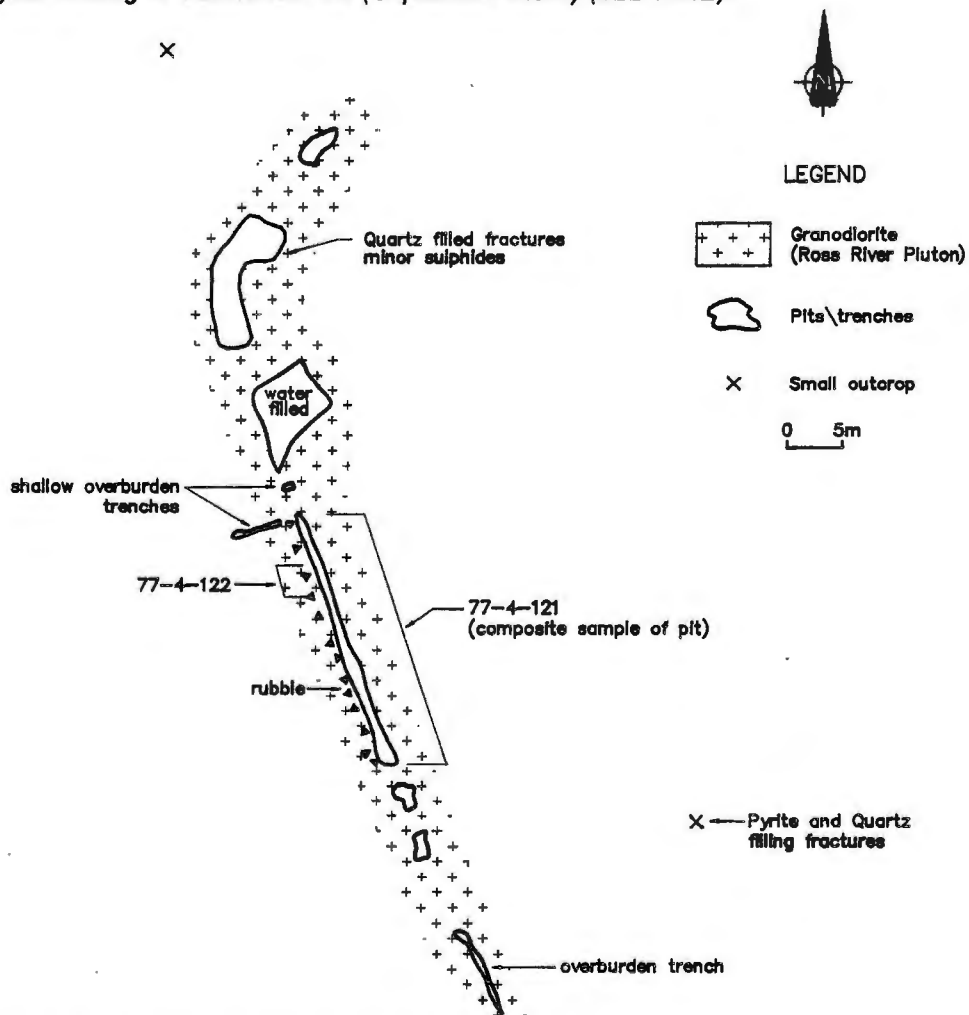 N
LEGEND
Granodiorite
(Ross River Pluton)
Pits\trenches
Small outcrop
0 5m
Quartz filled fractures
minor sulphides
water
filled
shallow overburden
trenches
77-4-122
77-4-121
(composite sample of pit)
rubble
Pyrite and Quartz
filling fractures
overburden trench